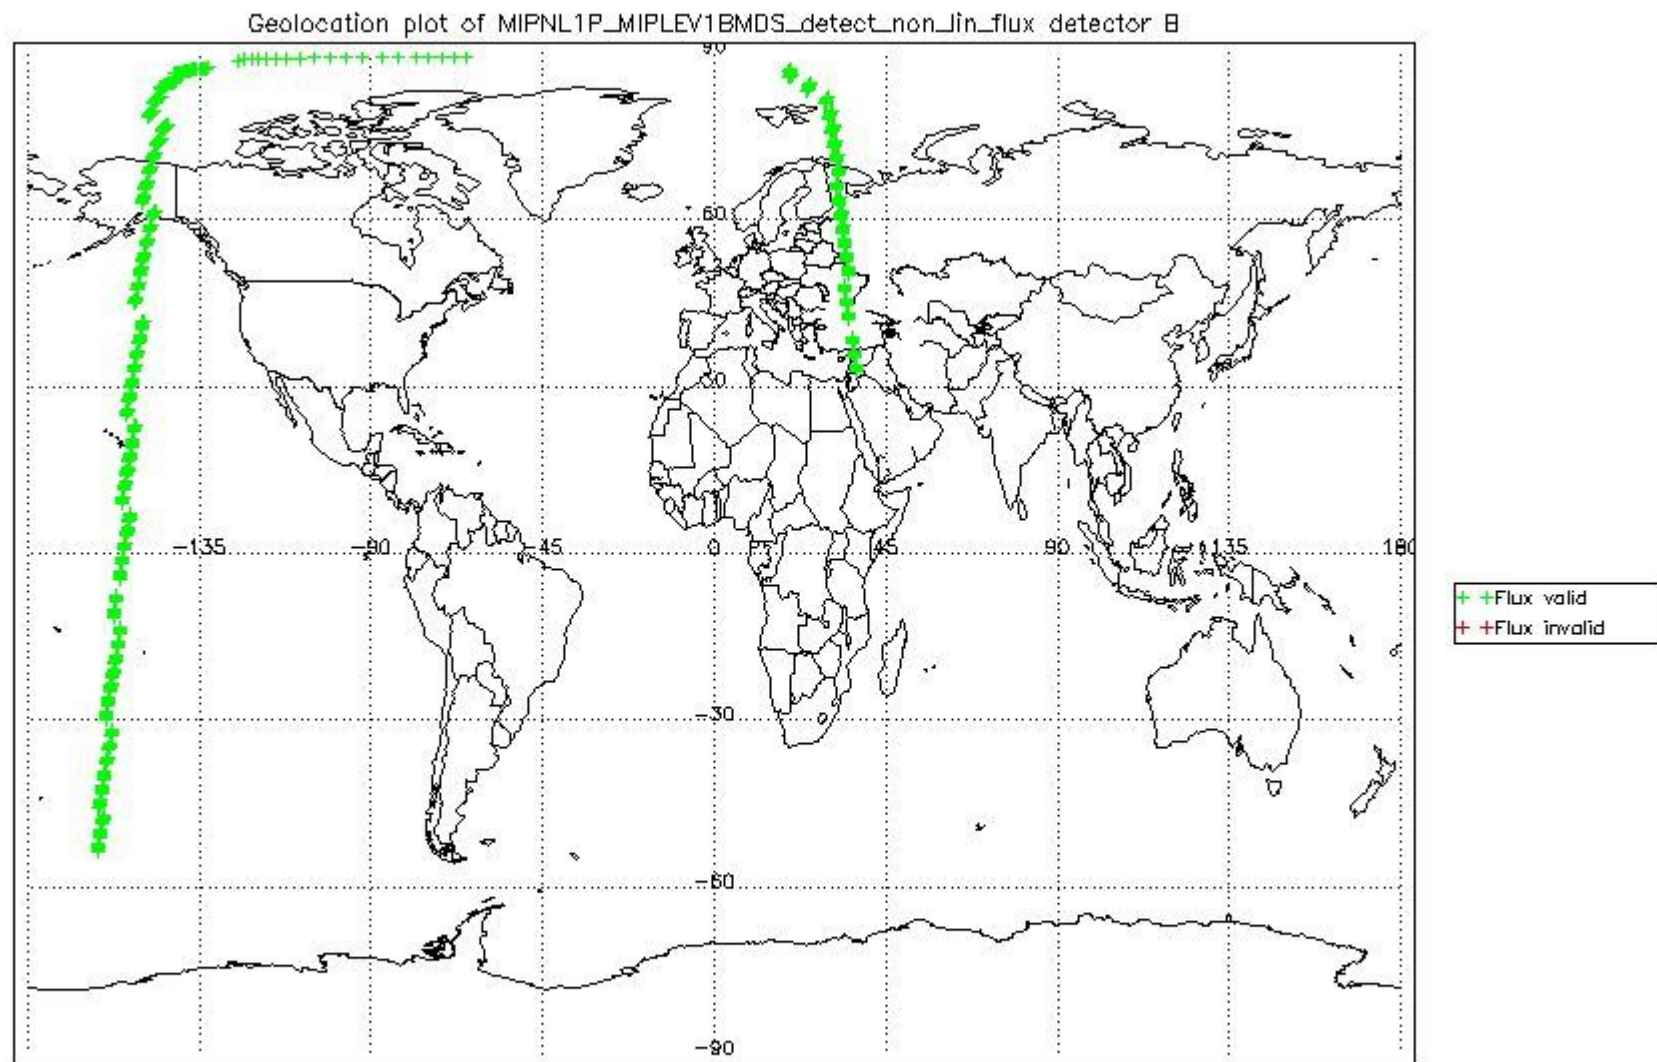 Geolocation plot of MIPNL1P_MIPLEV1BMDS_detect_non_lin_flux detector B
90
60
30
-135 -90 -45 0 45 90 135 180
-30
-60
-90
+ +Flux valid
+ +Flux invalid